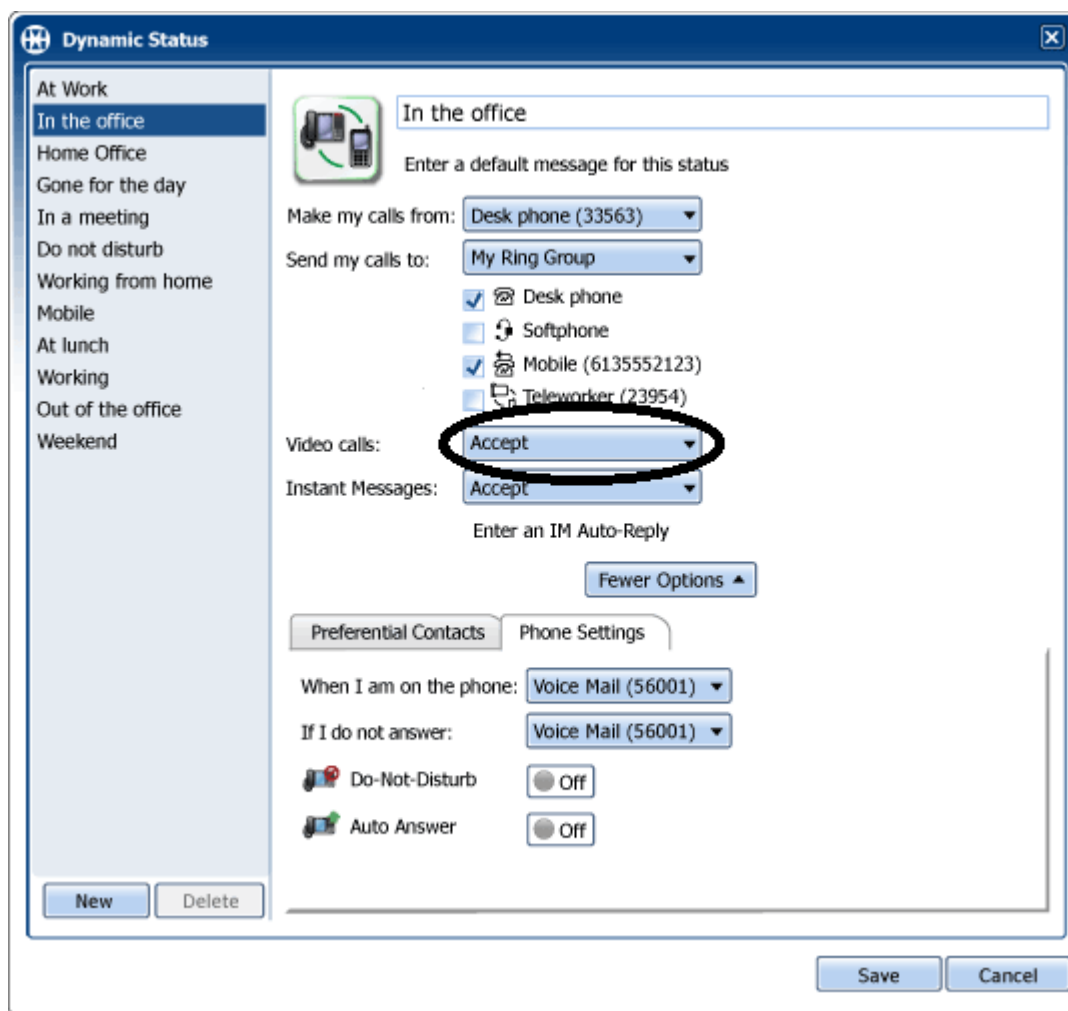 Dynamic Status
At Work
In the office
Home Office
Gone for the day
In a meeting
Do not disturb
Working from home
Mobile
At lunch
Working
Out of the office
Weekend
New
Delete
In the office
Enter a default message for this status
Make my calls from: Desk phone (33563)
Send my calls to: My Ring Group
Desk phone
Softphone
Mobile (6135552123)
Teleworker (23954)
Video calls: Accept
Instant Messages: Accept
Enter an IM Auto-Reply
Fewer Options
Preferential Contacts Phone Settings
When I am on the phone: Voice Mail (56001)
If I do not answer: Voice Mail (56001)
Do-Not-Disturb Off
Auto Answer Off
Save Cancel